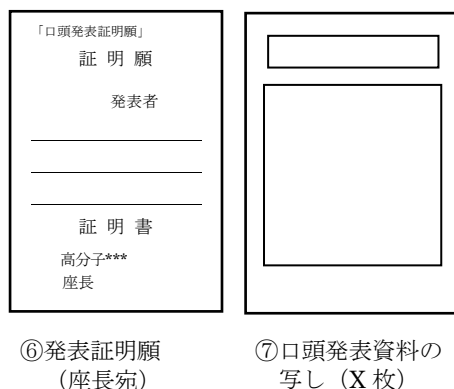 「口頭発表証明願」
証 明 願
発表者
証 明 書
高分子***
座長
⑥発表証明願
（座長宛）
⑦口頭発表資料の
写し（X 枚）